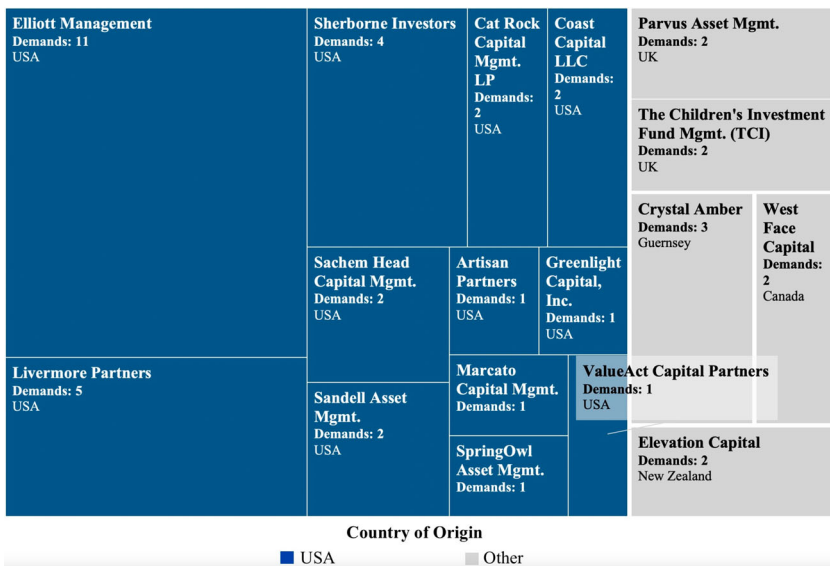 Elliott Management
Demands: 11
USA
Livermore Partners
Demands: 5
USA
Sherborne Investors
Demands: 4
USA
Cat Rock
Capital
Mgmt.
LP
Demands:
2
USA
Coast
Capital
LLC
Demands:
2
USA
Sachem Head
Capital Mgmt.
Demands: 2
USA
Sandell Asset
Mgmt.
Demands: 2
USA
Artisan
Partners
Demands: 1
USA
Greenlight
Capital,
Inc.
Demands: 1
USA
Marcato
Capital Mgmt.
Demands: 1
SpringOwl
Asset Mgmt.
Demands: 1
ValueAct Capital Partners
Demands: 1
USA
Parvus Asset Mgmt.
Demands: 2
UK
The Children's Investment
Fund Mgmt. (TCI)
Demands: 2
UK
Crystal Amber
Demands: 3
Guernsey
West
Face
Capital
Demands:
2
Canada
Elevation Capital
Demands: 2
New Zealand
Country of Origin
USA
Other